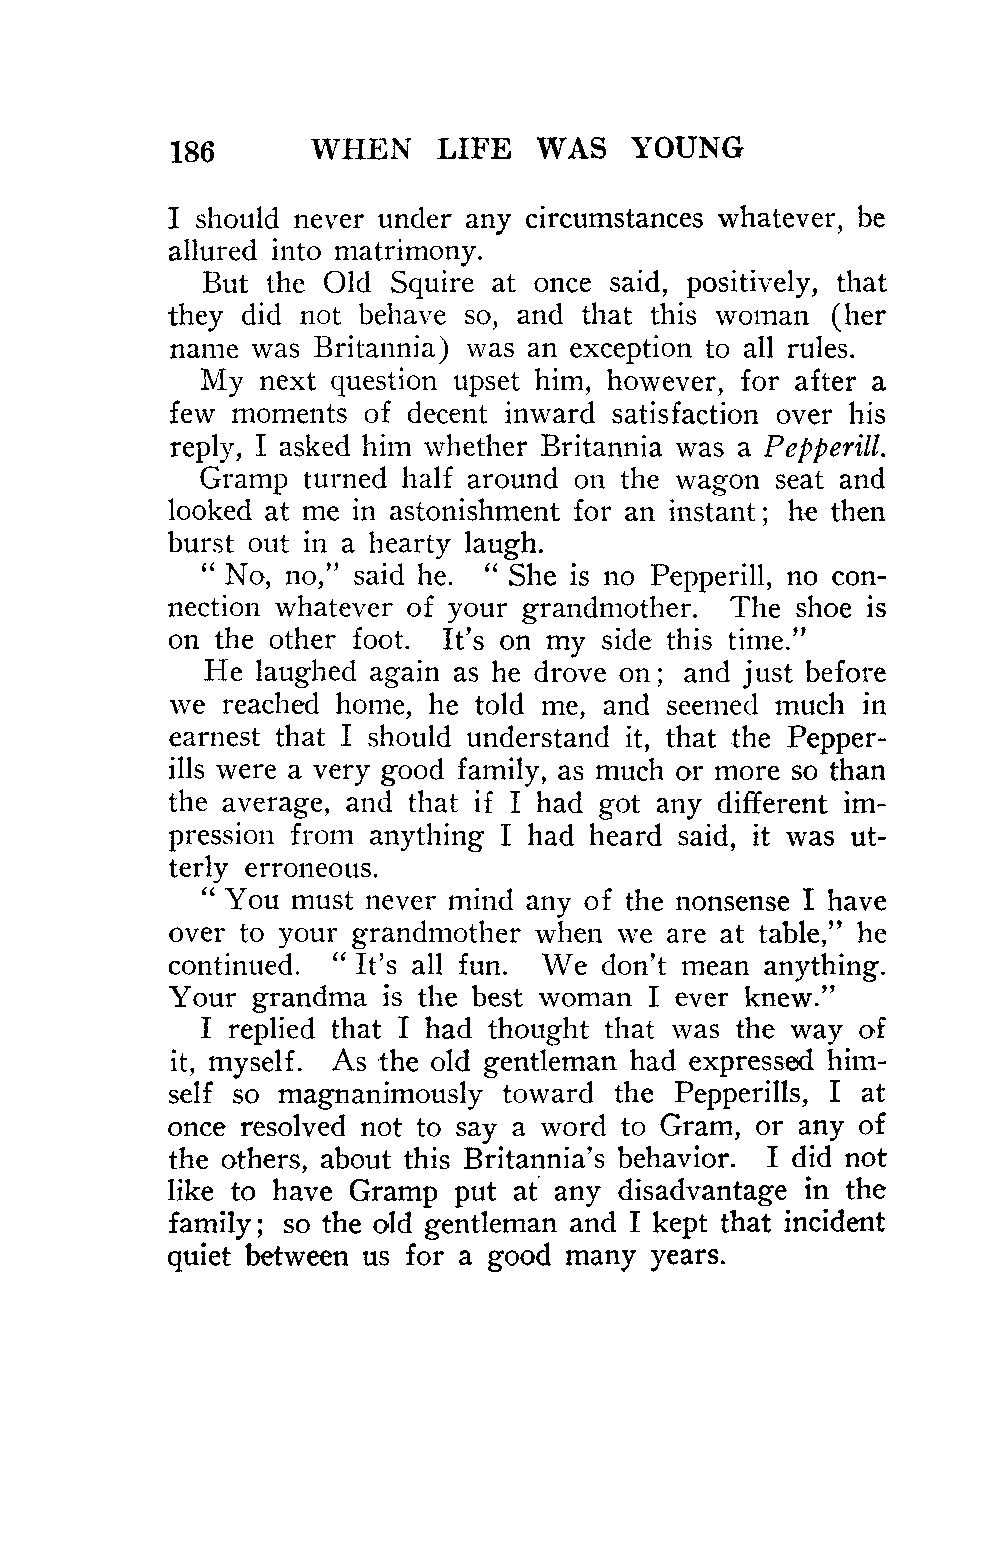 186 WHEN LIFE WAS YOUNG
I should never under any circumstances whatever, be
allured into matrimony.
But the Old Squire at once said, positively, that
they did not behave so, and that this woman (her
name was Britannia) was an exception to all rules.
My next question upset him, however, for after a
few moments of decent inward satisfaction over his
reply, I asked him whether Britannia was a Pepperill.
Gramp turned half around on the wagon seat and
looked at me in astonishment for an instant; he then
burst out in a hearty laugh.
“ No, no,” said he. “ She is no Pepperill, no con-
nection whatever of your grandmother. The shoe is
on the other foot. It's on my side this time.”
He laughed again as he drove on; and just before
we reached home, he told me, and seemed much in
earnest that I should understand it, that the Pepper-
ills were a very good family, as much or more so than
the average, and that if I had got any different im-
pression from anything I had heard said, it was ut-
terly erroneous.
“ You must never mind any of the nonsense I have
over to your grandmother when we are at table,” he
continued. “ It's all fun. We don't mean anything.
Your grandma is the best woman I ever knew.”
I replied that I had thought that was the way of
it, myself. As the old gentleman had expressed him-
self so magnanimously toward the Pepperills, I at
once resolved not to say a word to Gram, or any of
the others, about this Britannia's behavior. I did not
like to have Gramp put at any disadvantage in the
family; so the old gentleman and I kept that incident
quiet between us for a good many years.